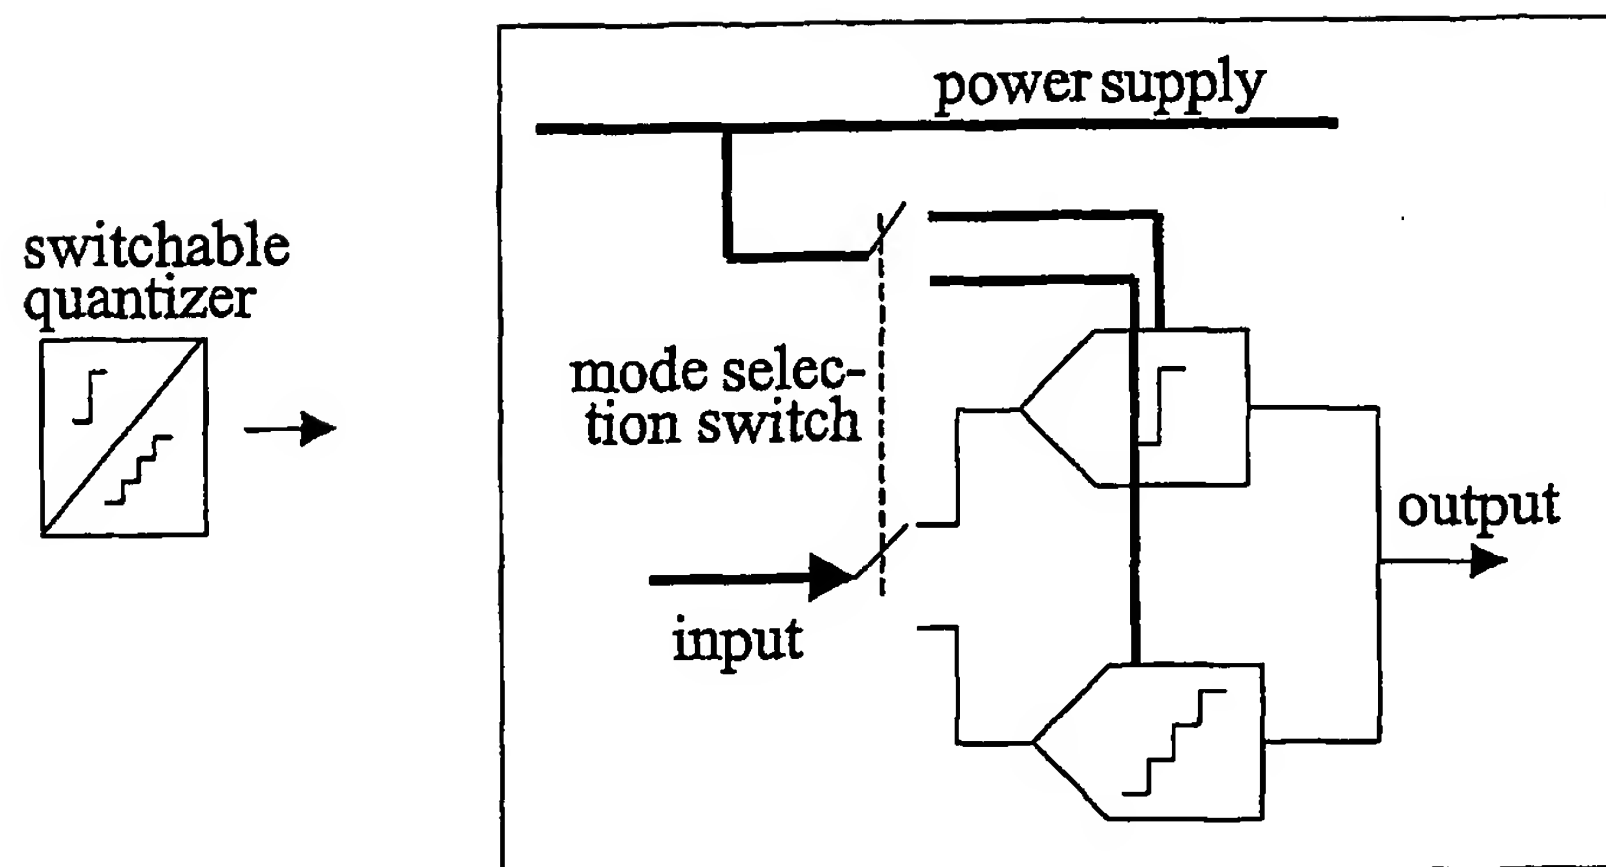 power supply
switchable
quantizer
mode selec-
tion switch
output
input